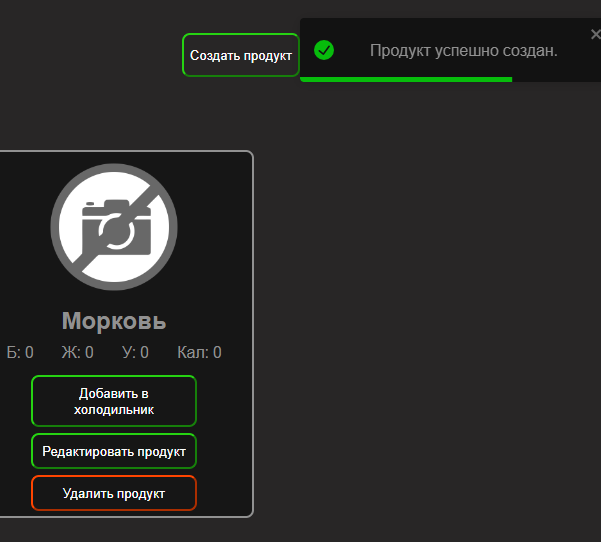 Создать продукт
Продукт успешно создан.
Морковь
Б: 0 Ж: 0 У: 0 Кал: 0
Добавить в
холодильник
Редактировать продукт
Удалить продукт